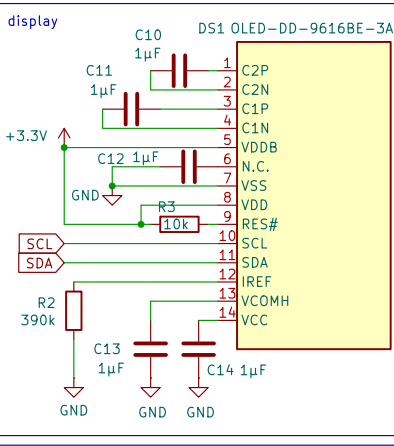 display
DS1 OLED-DD-9616BE-3A
C10
1µF
C11
1µF
+3.3V
C12 1µF
GND
R3
10k
1 C2P
2 C2N
3 C1P
4 C1N
5 VDDB
6 N.C.
7 VSS
8 VDD
9 RES#
10 SCL
11 SDA
12 IREF
13 VCOMH
14 VCC
SCL
SDA
R2
390k
C13
1µF
C14 1µF
GND
GND
GND